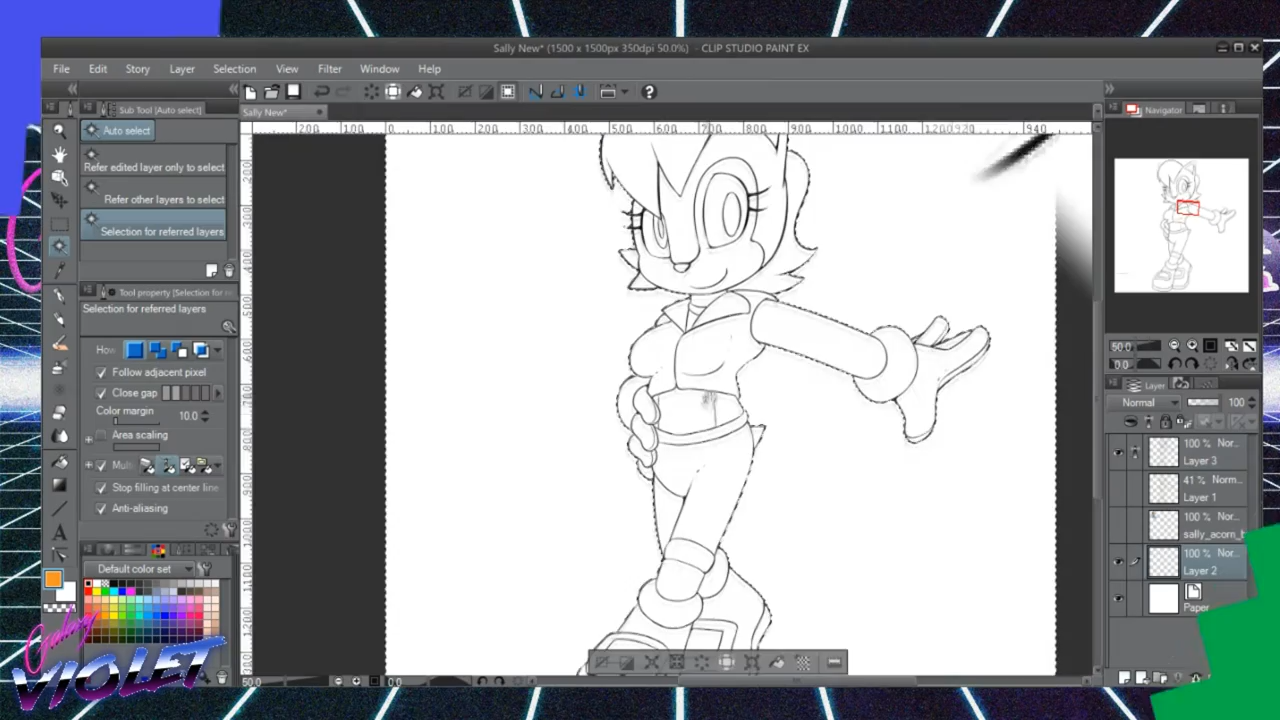 Sally New* (1500 x 1500px 350dpi 50.0%) - CLIP STUDIO PAINT EX
File Edit Story Layer Selection View Filter Window Help
Sub Tool [Auto select]
Sally New*
Navigator
Auto select
Refer edited layer only to select
Refer other layers to select
Selection for referred layers
Tool property [Selection for r
Selection for referred layers
Follow adjacent pixel
Close gap
Color margin 10.0
Area scaling
Stop filling at center line
Anti-aliasing
Default color set
Layer
Normal 100
100 % Nor...
Layer 3
41 % Norm...
Layer 1
100 % Nor...
sally_acorn_b
100 % Nor...
Layer 2
Paper
Galaxy
VIOLET